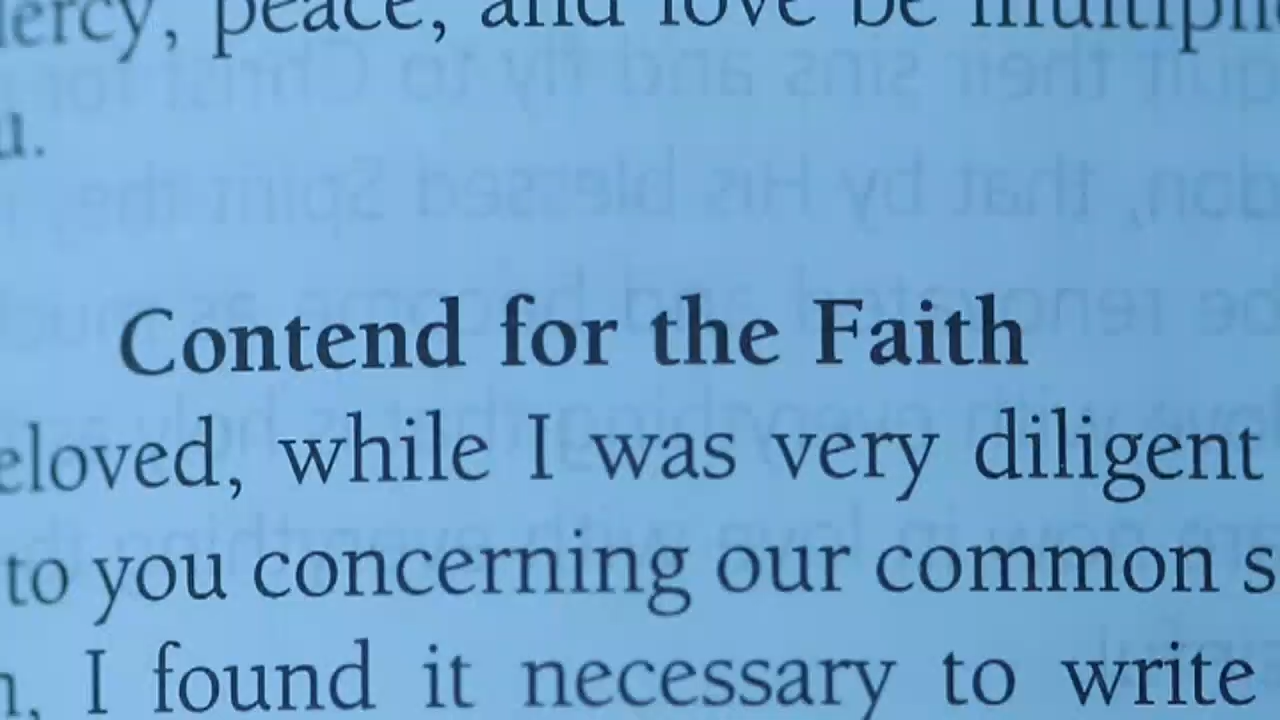 ercy, peace, and love be multipli
u.
Contend for the Faith
eloved, while I was very diligent
to you concerning our common s
n, I found it necessary to write